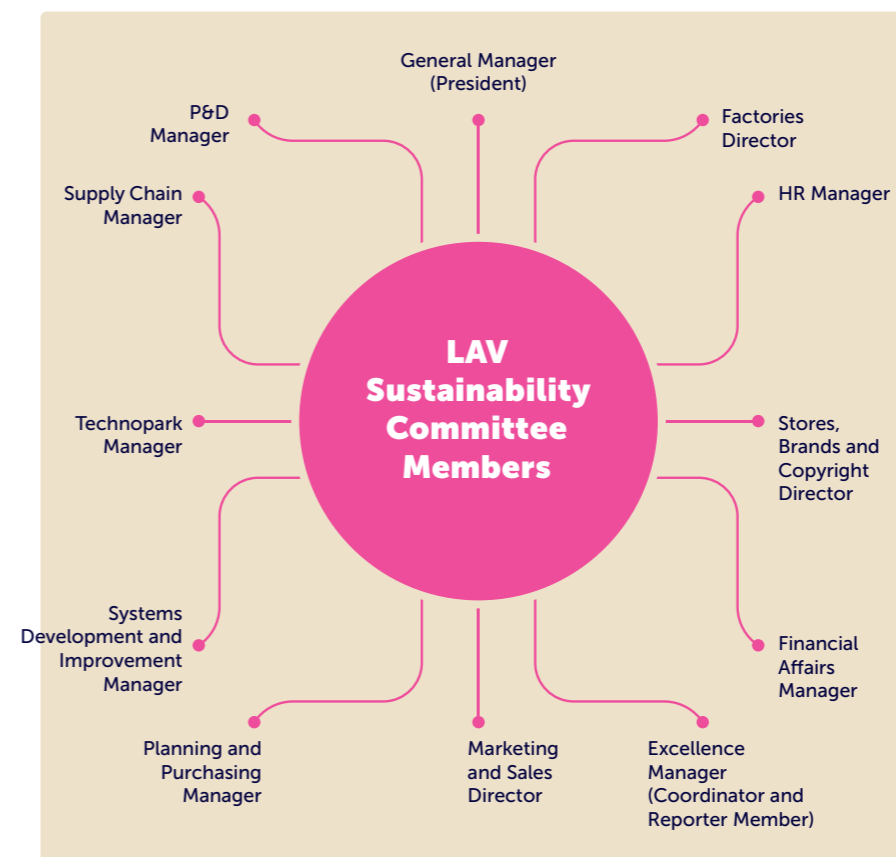 General Manager
(President)
P&D
Manager
Factories
Director
Supply Chain
Manager
HR Manager
LAV
Sustainability
Committee
Members
Technopark
Manager
Stores,
Brands and
Copyright
Director
Systems
Development and
Improvement
Manager
Financial
Affairs
Manager
Planning and
Purchasing
Manager
Marketing
and Sales
Director
Excellence
Manager
(Coordinator and
Reporter Member)